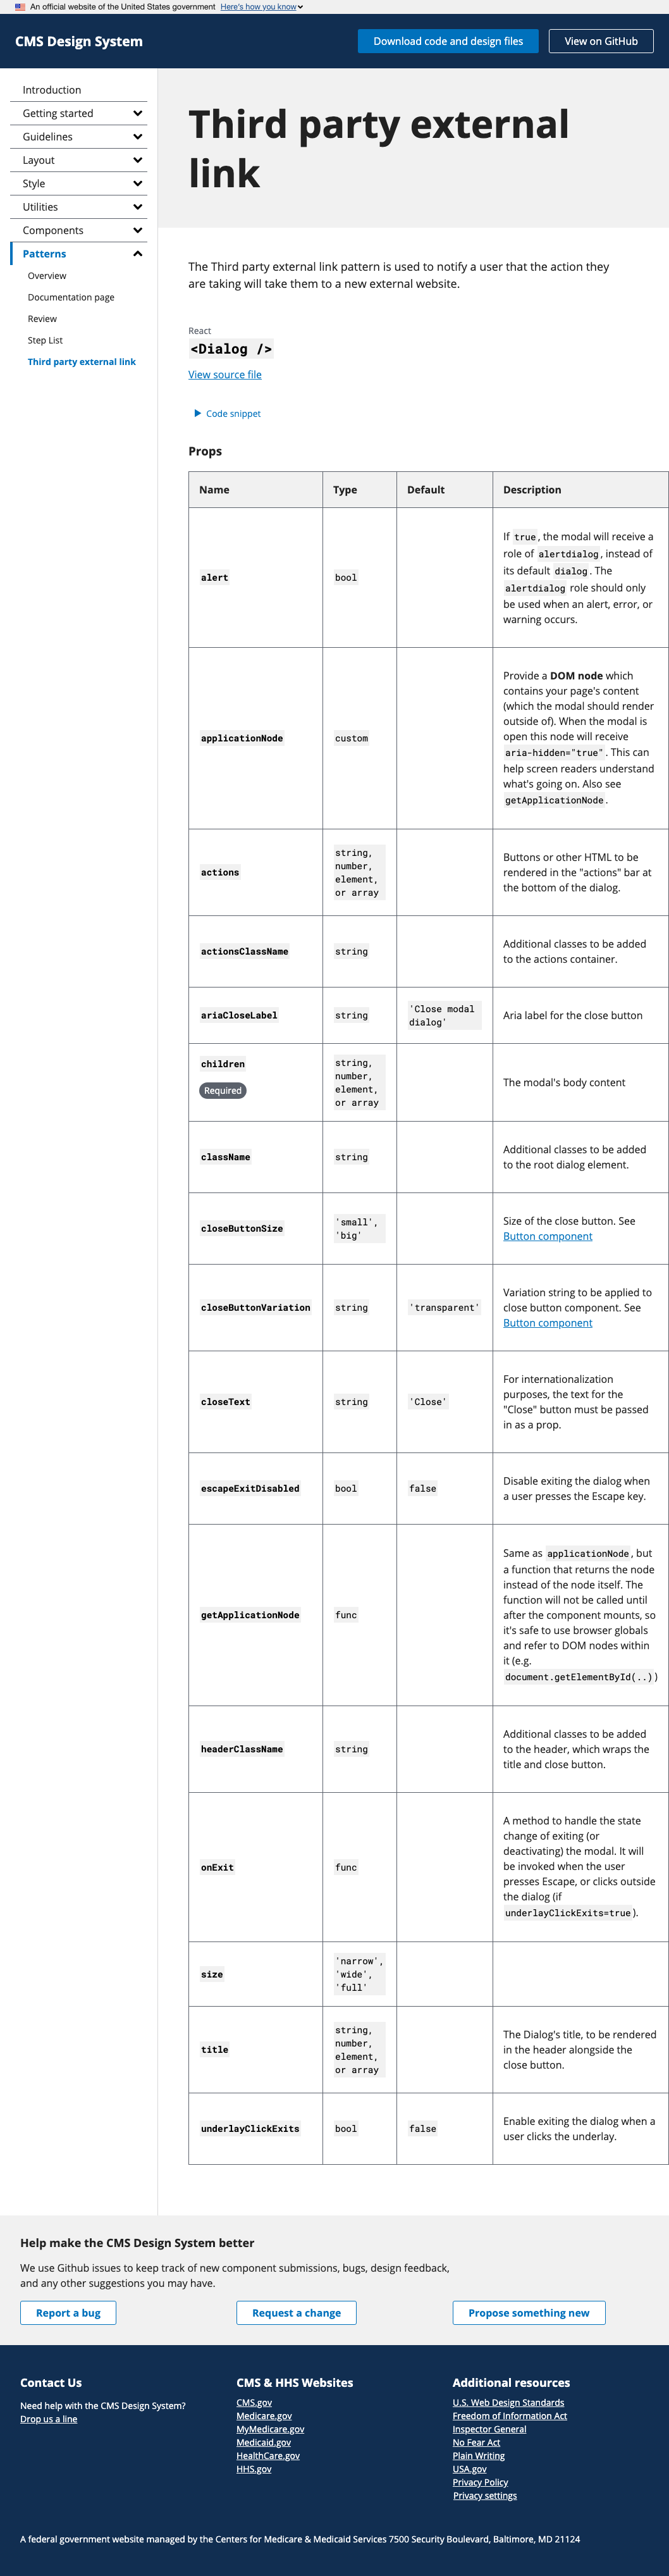 An official website of the United States government Here's how you know
CMS Design System
Download code and design files
View on GitHub
Introduction
Getting started
Guidelines
Layout
Style
Utilities
Components
Patterns
Overview
Documentation page
Review
Step List
Third party external link
Third party external
link
The Third party external link pattern is used to notify a user that the action they
are taking will take them to a new external website.
React
<Dialog />
View source file
Code snippet
Props
Name Type Default Description
alert
bool
If true, the modal will receive a
role of alertdialog, instead of
its default dialog. The
alertdialog role should only
be used when an alert, error, or
warning occurs.
applicationNode
custom
Provide a DOM node which
contains your page's content
(which the modal should render
outside of). When the modal is
open this node will receive
aria-hidden="true". This can
help screen readers understand
what's going on. Also see
getApplicationNode.
actions
string,
number,
element,
or array
Buttons or other HTML to be
rendered in the "actions" bar at
the bottom of the dialog.
actionsClassName
string
Additional classes to be added
to the actions container.
ariaCloseLabel
string
'Close modal
dialog'
Aria label for the close button
children
Required
string,
number,
element,
or array
The modal's body content
className
string
Additional classes to be added
to the root dialog element.
closeButtonSize
'small',
'big'
Size of the close button. See
Button component
closeButtonVariation
string
'transparent'
Variation string to be applied to
close button component. See
Button component
closeText
string
'Close'
For internationalization
purposes, the text for the
"Close" button must be passed
in as a prop.
escapeExitDisabled
bool
false
Disable exiting the dialog when
a user presses the Escape key.
getApplicationNode
func
Same as applicationNode, but
a function that returns the node
instead of the node itself. The
function will not be called until
after the component mounts, so
it's safe to use browser globals
and refer to DOM nodes within
it (e.g.
document.getElementById(..))
headerClassName
string
Additional classes to be added
to the header, which wraps the
title and close button.
onExit
func
A method to handle the state
change of exiting (or
deactivating) the modal. It will
be invoked when the user
presses Escape, or clicks outside
the dialog (if
underlayClickExits=true).
size
'narrow',
'wide',
'full'
title
string,
number,
element,
or array
The Dialog's title, to be rendered
in the header alongside the
close button.
underlayClickExits
bool
false
Enable exiting the dialog when a
user clicks the underlay.
Help make the CMS Design System better
We use Github issues to keep track of new component submissions, bugs, design feedback,
and any other suggestions you may have.
Report a bug
Request a change
Propose something new
Contact Us
Need help with the CMS Design System?
Drop us a line
CMS & HHS Websites
CMS.gov
Medicare.gov
MyMedicare.gov
Medicaid.gov
HealthCare.gov
HHS.gov
Additional resources
U.S. Web Design Standards
Freedom of Information Act
Inspector General
No Fear Act
Plain Writing
USA.gov
Privacy Policy
Privacy settings
A federal government website managed by the Centers for Medicare & Medicaid Services 7500 Security Boulevard, Baltimore, MD 21124